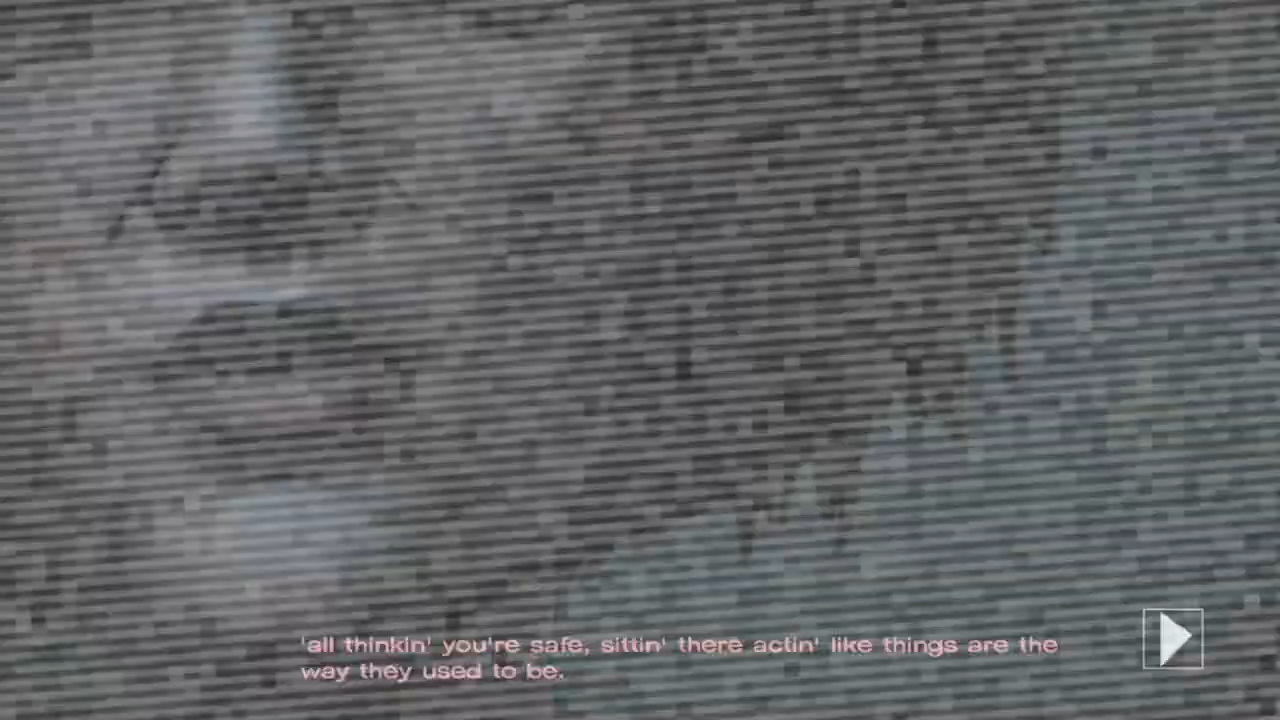 'all thinkin' you're safe, sittin' there actin' like things are the
way they used to be.